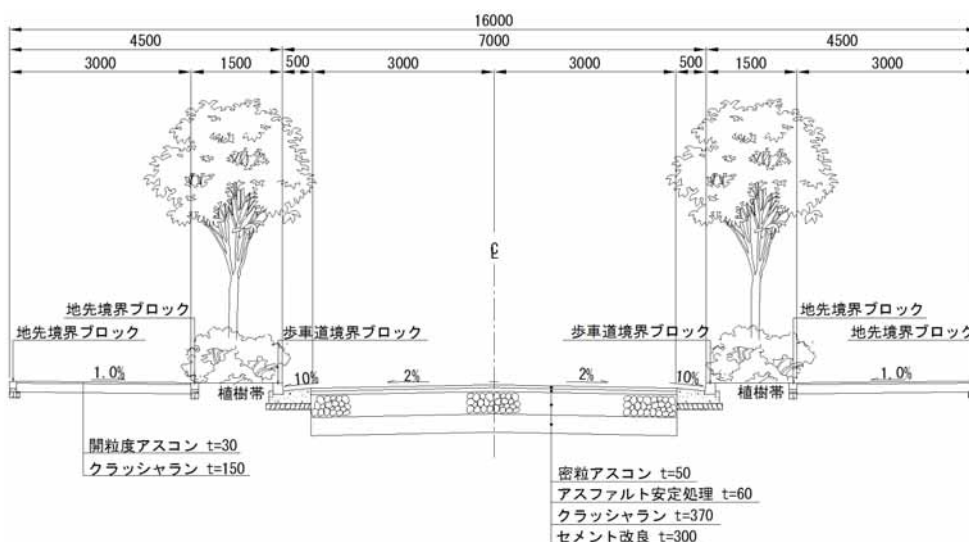 16000
4500 7000 4500
3000 1500 500 3000 3000 500 1500 3000
℄
地先境界ブロック 地先境界ブロック
地先境界ブロック 歩車道境界ブロック 歩車道境界ブロック 地先境界ブロック
1.0% 植樹帯 10% 2% 2% 10% 植樹帯 1.0%
開粒度アスコン t=30
クラッシャラン t=150
密粒アスコン t=50
アスファルト安定処理 t=60
クラッシャラン t=370
セメント改良 t=300